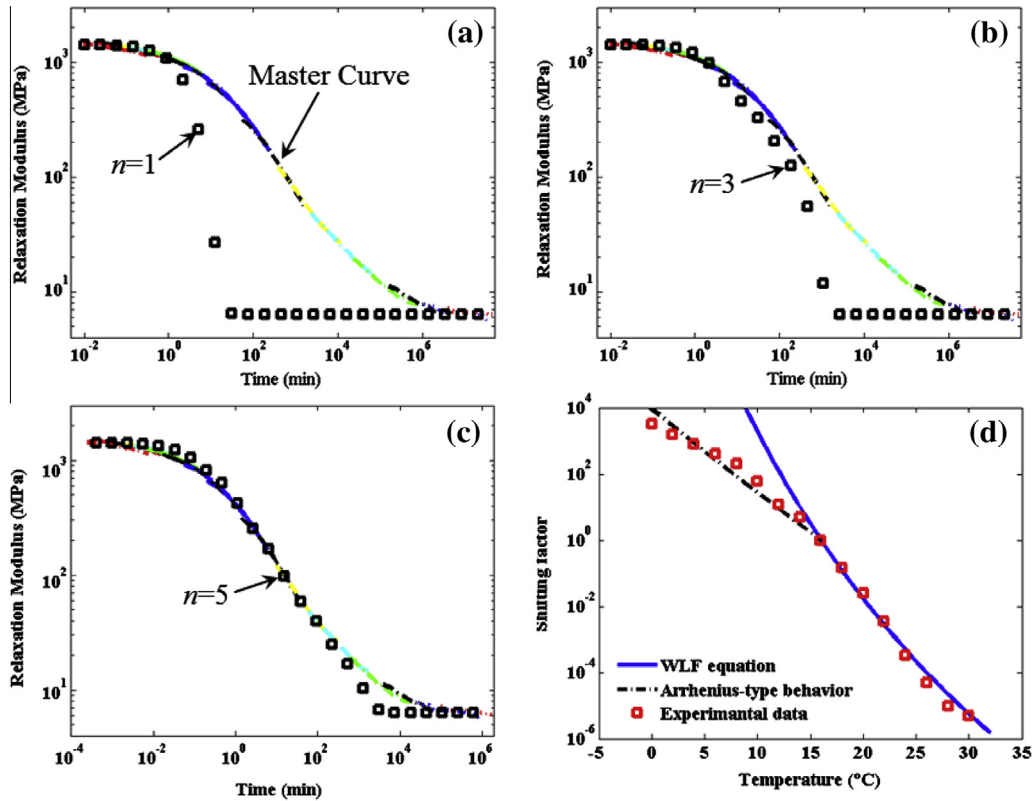 (a)
Relaxation Modulus (MPa)
10^3
10^2
10^1
Master Curve
n=1
10^-2 10^0 10^2 10^4 10^6
Time (min)
(b)
Relaxation Modulus (MPa)
10^3
10^2
10^1
n=3
10^-2 10^0 10^2 10^4 10^6
Time (min)
(c)
Relaxation Modulus (MPa)
10^3
10^2
10^1
n=5
10^-4 10^-2 10^0 10^2 10^4 10^6
Time (min)
(d)
Shifting factor
10^4
10^2
10^0
10^-2
10^-4
10^-6
WLF equation
Arrhenius-type behavior
Experimantal data
-5 0 5 10 15 20 25 30 35
Temperature (°C)